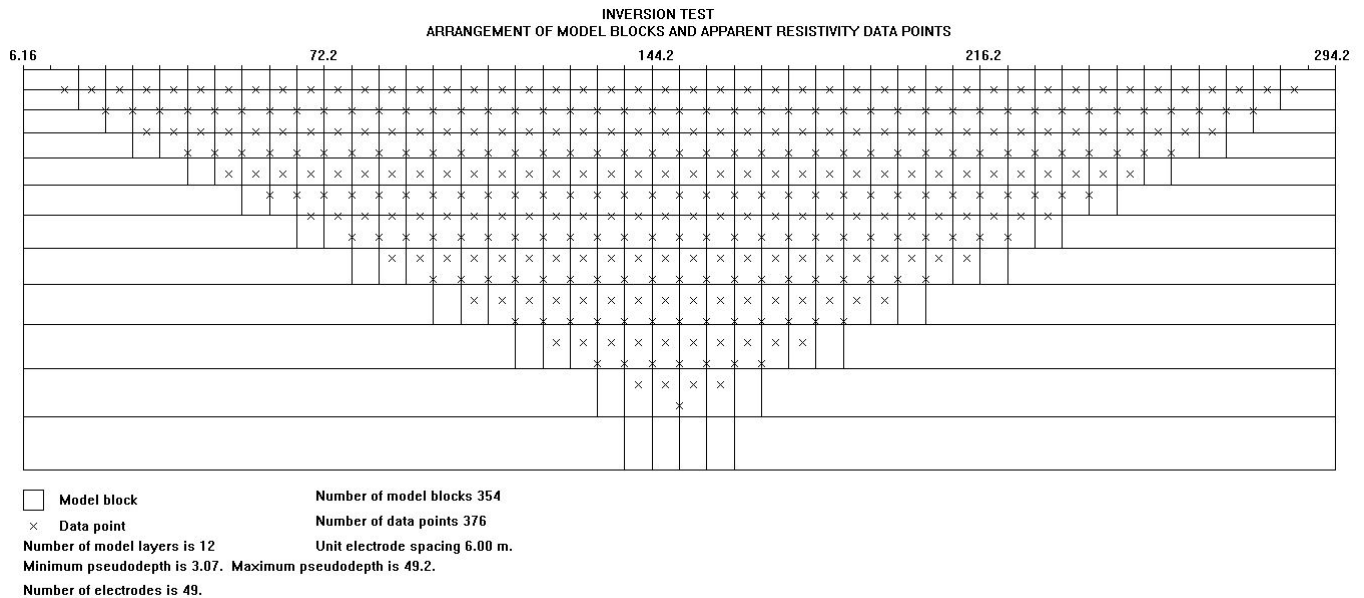 INVERSION TEST
ARRANGEMENT OF MODEL BLOCKS AND APPARENT RESISTIVITY DATA POINTS
6.16 72.2 144.2 216.2 294.2
Model block
Number of model blocks 354
Data point
Number of data points 376
Number of model layers is 12
Unit electrode spacing 6.00 m.
Minimum pseudodepth is 3.07. Maximum pseudodepth is 49.2.
Number of electrodes is 49.